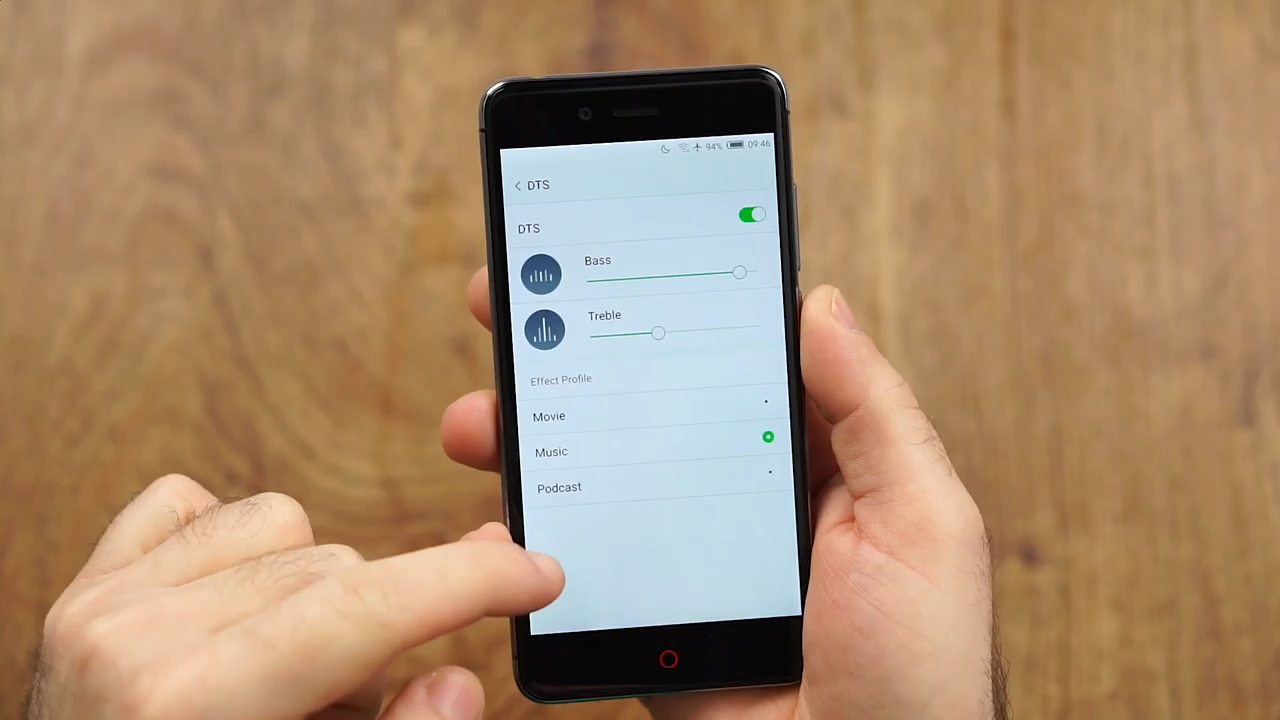 94% 09:46
DTS
DTS
Bass
Treble
Effect Profile
Movie
Music
Podcast